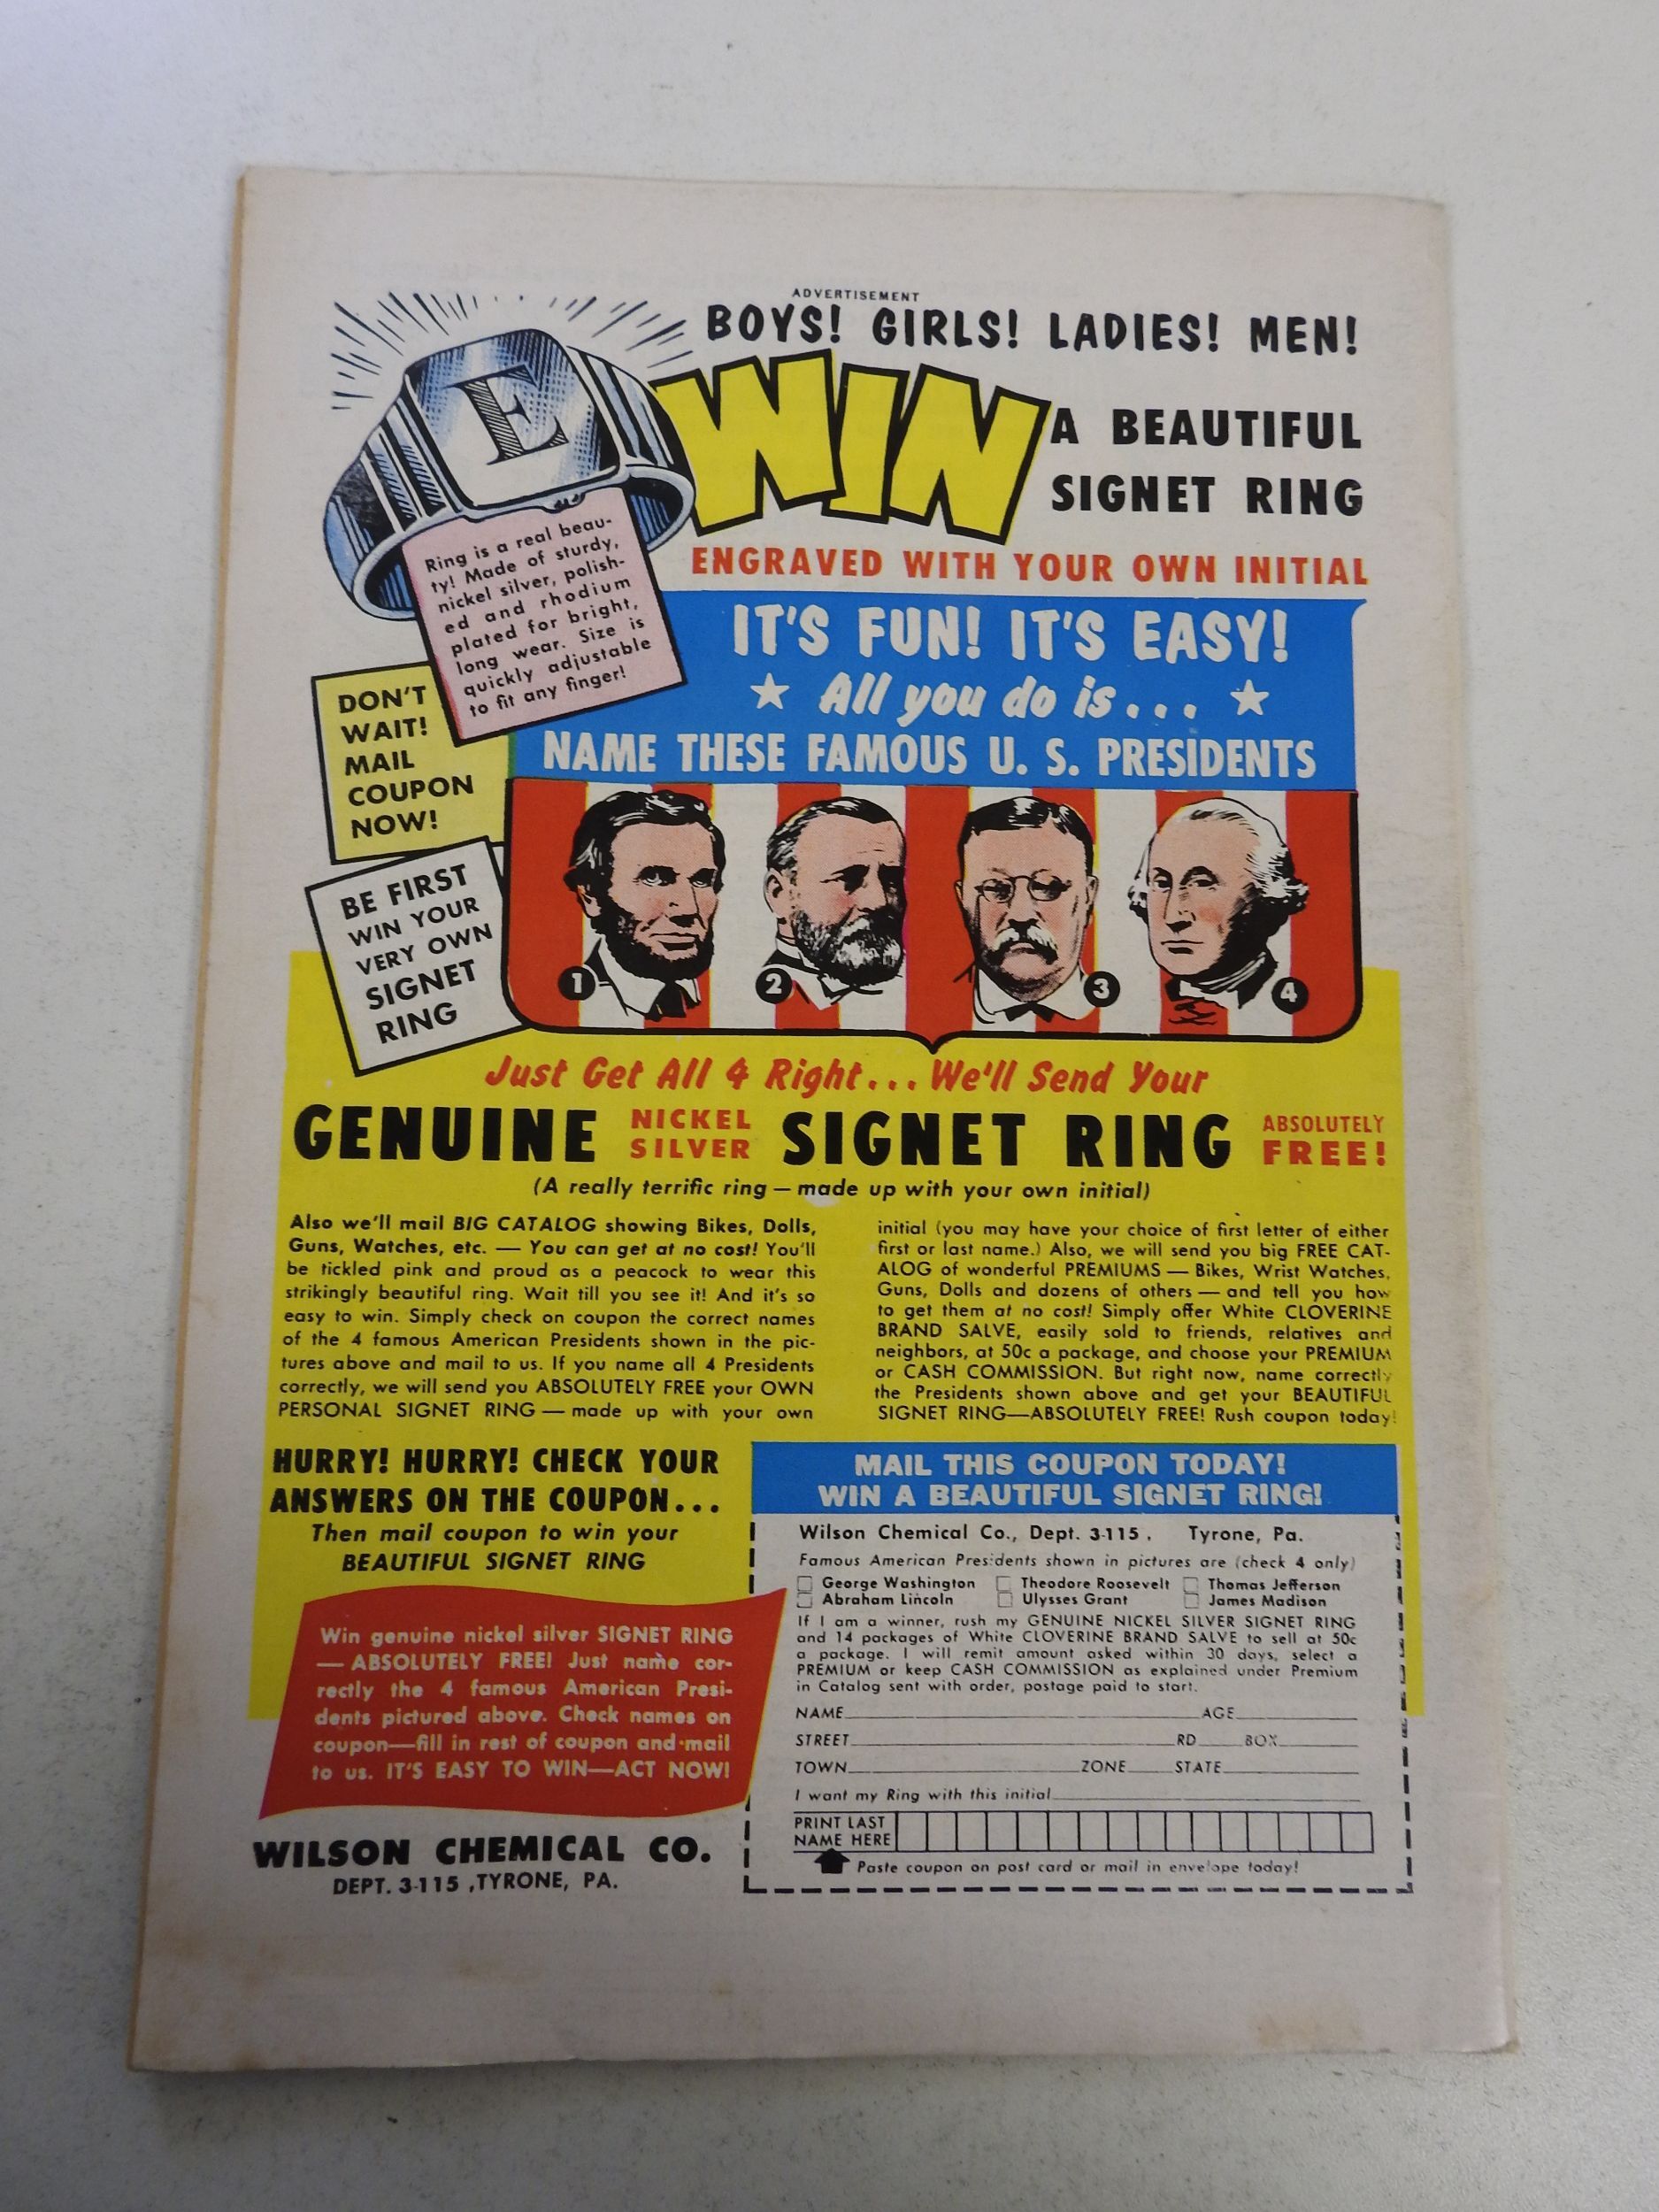 ADVERTISEMENT
BOYS! GIRLS! LADIES! MEN!
E
WIN
A BEAUTIFUL
SIGNET RING
ENGRAVED WITH YOUR OWN INITIAL
Ring is a real beau-
ty! Made of sturdy,
nickel silver, polish-
ed and rhodium
plated for bright,
long wear. Size is
quickly adjustable
to fit any finger!
IT'S FUN! IT'S EASY!
All you do is...
NAME THESE FAMOUS U. S. PRESIDENTS
DON'T
WAIT!
MAIL
COUPON
NOW!
BE FIRST
WIN YOUR
VERY OWN
SIGNET
RING
1
2
3
4
Just Get All 4 Right... We'll Send Your
GENUINE NICKEL SILVER SIGNET RING ABSOLUTELY FREE!
(A really terrific ring — made up with your own initial)
Also we'll mail BIG CATALOG showing Bikes, Dolls,
Guns, Watches, etc. — You can get at no cost! You'll
be tickled pink and proud as a peacock to wear this
strikingly beautiful ring. Wait till you see it! And it's so
easy to win. Simply check on coupon the correct names
of the 4 famous American Presidents shown in the pic-
tures above and mail to us. If you name all 4 Presidents
correctly, we will send you ABSOLUTELY FREE your OWN
PERSONAL SIGNET RING — made up with your own
initial (you may have your choice of first letter of either
first or last name.) Also, we will send you big FREE CAT-
ALOG of wonderful PREMIUMS — Bikes, Wrist Watches,
Guns, Dolls and dozens of others — and tell you how
to get them at no cost! Simply offer White CLOVERINE
BRAND SALVE, easily sold to friends, relatives and
neighbors, at 50c a package, and choose your PREMIUM
or CASH COMMISSION. But right now, name correctly
the Presidents shown above and get your BEAUTIFUL
SIGNET RING—ABSOLUTELY FREE! Rush coupon today!
HURRY! HURRY! CHECK YOUR
ANSWERS ON THE COUPON...
Then mail coupon to win your
BEAUTIFUL SIGNET RING
Win genuine nickel silver SIGNET RING
— ABSOLUTELY FREE! Just name cor-
rectly the 4 famous American Presi-
dents pictured above. Check names on
coupon—fill in rest of coupon and mail
to us. IT'S EASY TO WIN—ACT NOW!
WILSON CHEMICAL CO.
DEPT. 3-115, TYRONE, PA.
MAIL THIS COUPON TODAY!
WIN A BEAUTIFUL SIGNET RING!
Wilson Chemical Co., Dept. 3-115. Tyrone, Pa.
Famous American Presidents shown in pictures are (check 4 only)
George Washington Theodore Roosevelt Thomas Jefferson
Abraham Lincoln Ulysses Grant James Madison
If I am a winner, rush my GENUINE NICKEL SILVER SIGNET RING
and 14 packages of White CLOVERINE BRAND SALVE to sell at 50c
a package. I will remit amount asked within 30 days, select a
PREMIUM or keep CASH COMMISSION as explained under Premium
in Catalog sent with order, postage paid to start.
NAME AGE
STREET RD BOX
TOWN ZONE STATE
I want my Ring with this initial
PRINT LAST
NAME HERE
Paste coupon on post card or mail in envelope today!